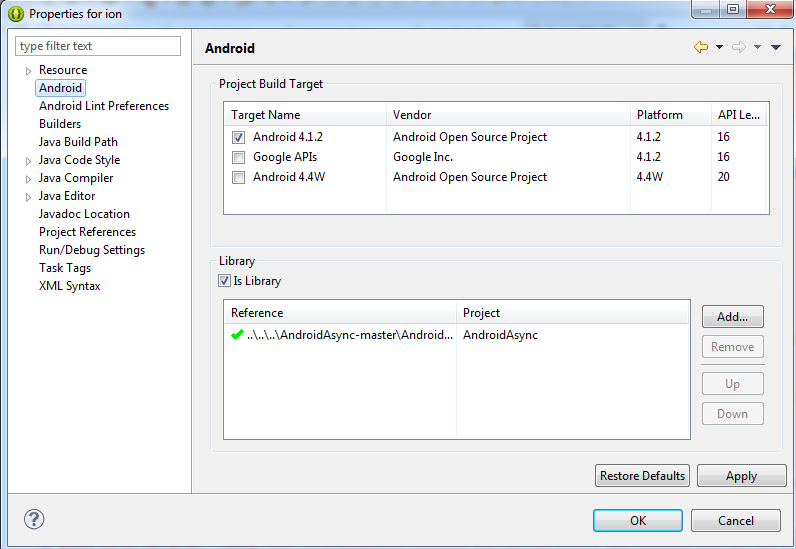 Properties for ion
type filter text
Resource
Android
Android Lint Preferences
Builders
Java Build Path
Java Code Style
Java Compiler
Java Editor
Javadoc Location
Project References
Run/Debug Settings
Task Tags
XML Syntax
Android
Project Build Target
Target Name Vendor Platform API Le...
Android 4.1.2 Android Open Source Project 4.1.2 16
Google APIs Google Inc. 4.1.2 16
Android 4.4W Android Open Source Project 4.4W 20
Library
Is Library
Reference Project
..\..\..\AndroidAsync-master\Android... AndroidAsync
Add...
Remove
Up
Down
Restore Defaults Apply
? OK Cancel